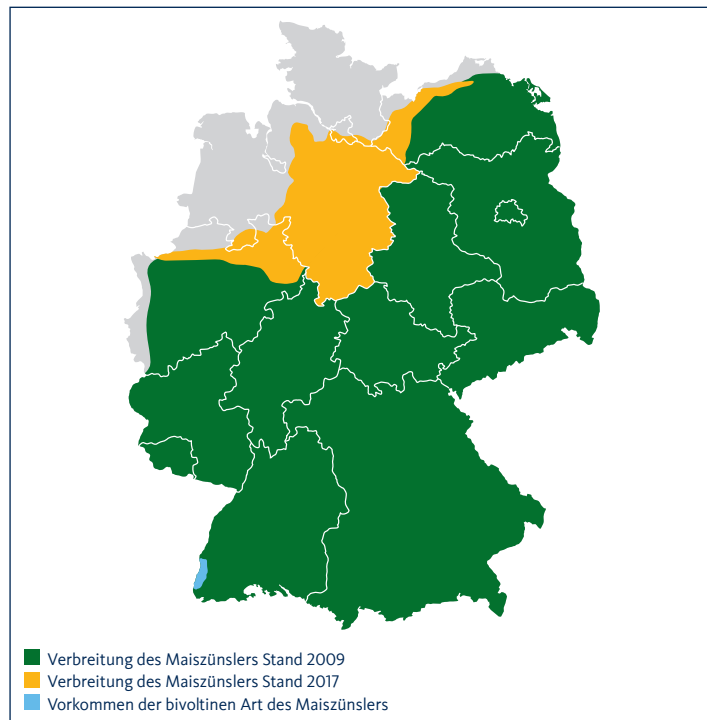 Verbreitung des Maiszünslers Stand 2009
Verbreitung des Maiszünslers Stand 2017
Vorkommen der bivoltinen Art des Maiszünslers